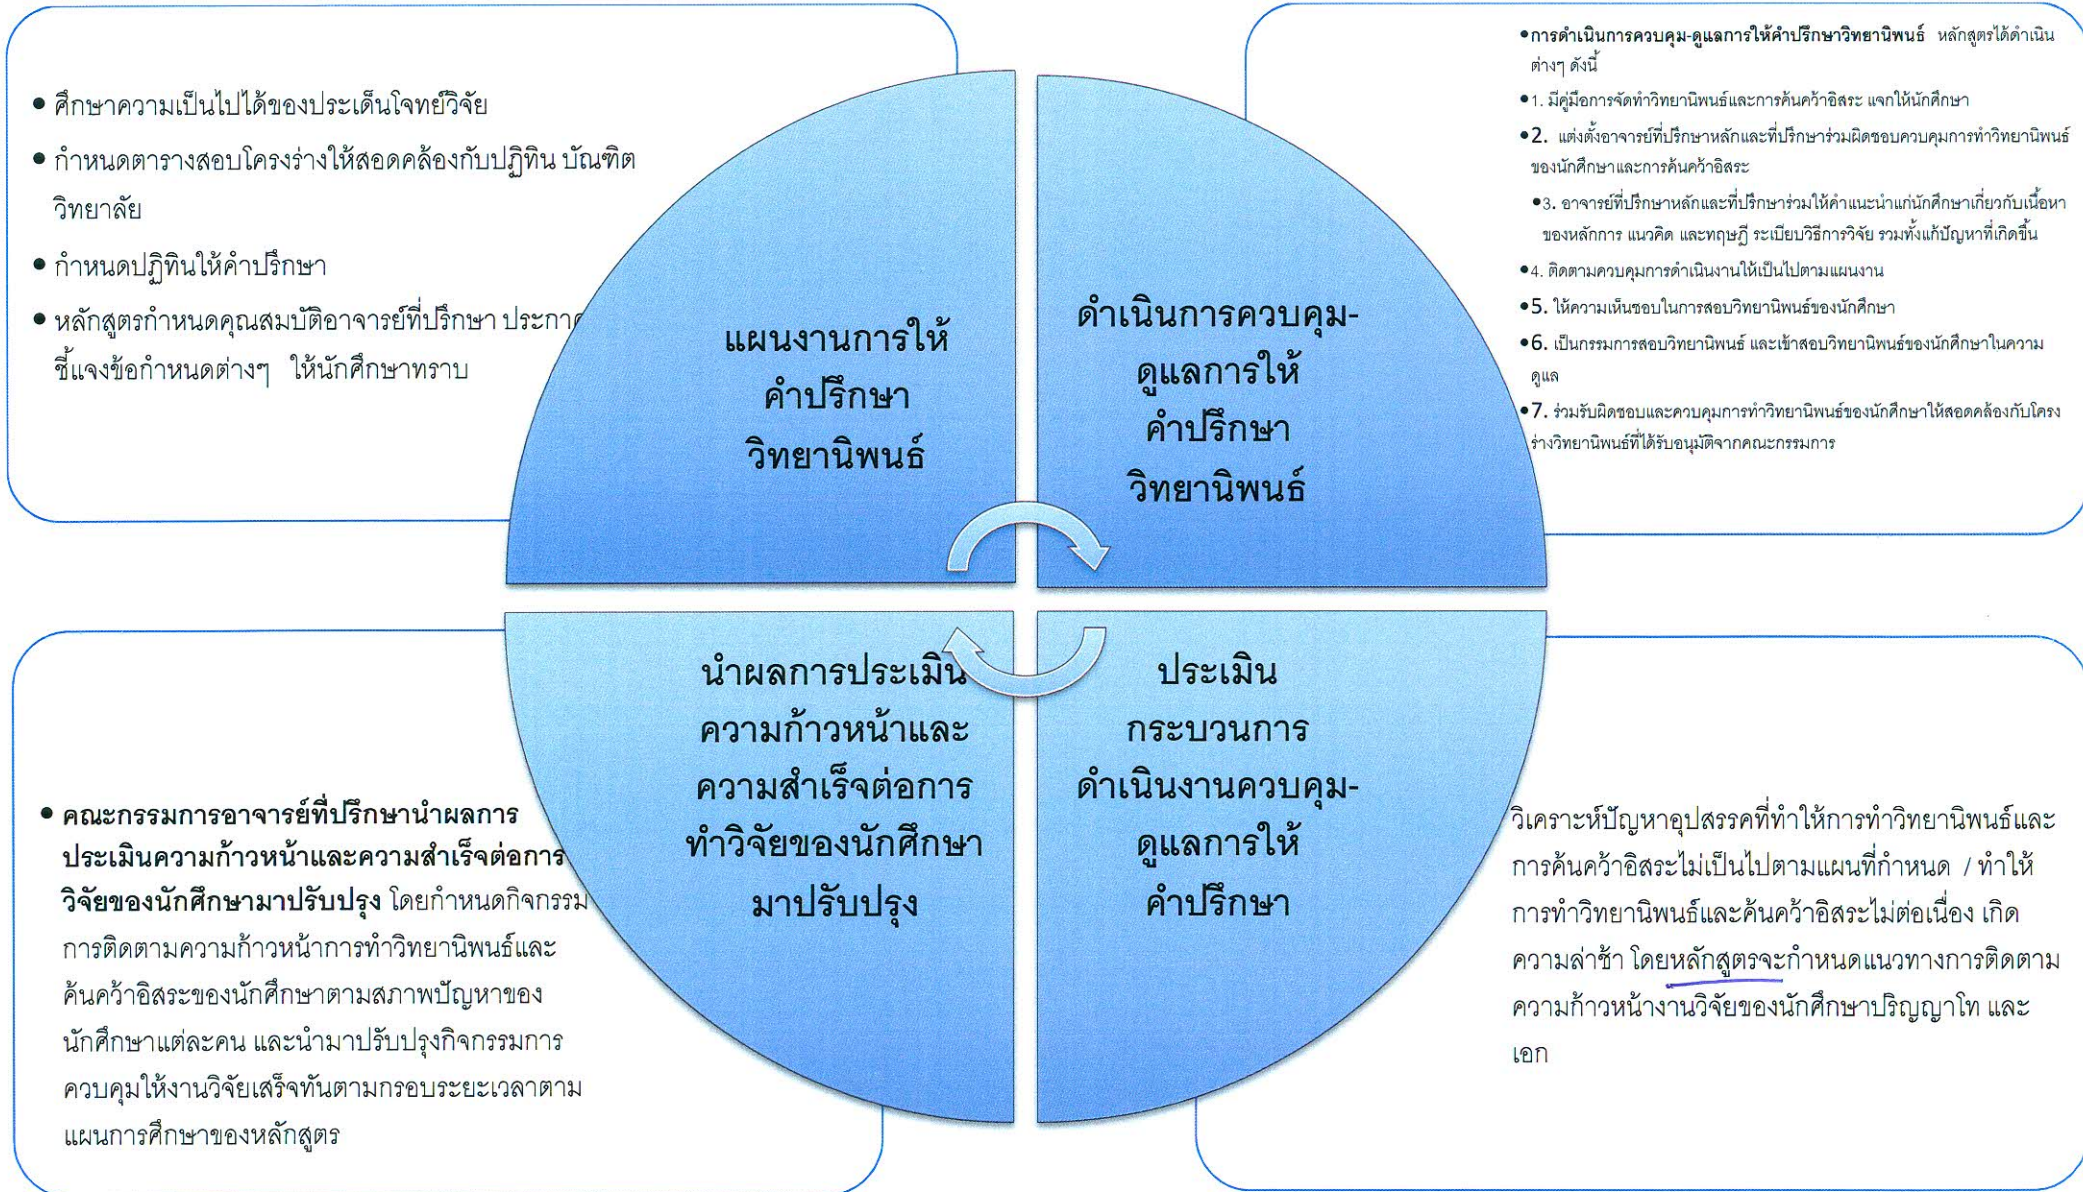 ● ศึกษาความเป็นไปได้ของประเด็นโจทย์วิจัย
● กำหนดตารางสอบโครงร่างให้สอดคล้องกับปฏิทิน บัณฑิต
วิทยาลัย
● กำหนดปฏิทินให้คำปรึกษา
● หลักสูตรกำหนดคุณสมบัติอาจารย์ที่ปรึกษา ประกาศ
ชี้แจงข้อกำหนดต่างๆ ให้นักศึกษาทราบ
แผนงานการให้
คำปรึกษา
วิทยานิพนธ์
ดำเนินการควบคุม-
ดูแลการให้
คำปรึกษา
วิทยานิพนธ์
●การดำเนินการควบคุม-ดูแลการให้คำปรึกษาวิทยานิพนธ์ หลักสูตรได้ดำเนิน
ต่างๆ ดังนี้
●1. มีคู่มือการจัดทำวิทยานิพนธ์และการค้นคว้าอิสระ แจกให้นักศึกษา
●2. แต่งตั้งอาจารย์ที่ปรึกษาหลักและที่ปรึกษาร่วมผิดชอบควบคุมการทำวิทยานิพนธ์
ของนักศึกษาและการค้นคว้าอิสระ
●3. อาจารย์ที่ปรึกษาหลักและที่ปรึกษาร่วมให้คำแนะนำแก่นักศึกษาเกี่ยวกับเนื้อหา
ของหลักการ แนวคิด และทฤษฎี ระเบียบวิธีการวิจัย รวมทั้งแก้ปัญหาที่เกิดขึ้น
●4. ติดตามควบคุมการดำเนินงานให้เป็นไปตามแผนงาน
●5. ให้ความเห็นชอบในการสอบวิทยานิพนธ์ของนักศึกษา
●6. เป็นกรรมการสอบวิทยานิพนธ์ และเข้าสอบวิทยานิพนธ์ของนักศึกษาในความ
ดูแล
●7. ร่วมรับผิดชอบและควบคุมการทำวิทยานิพนธ์ของนักศึกษาให้สอดคล้องกับโครง
ร่างวิทยานิพนธ์ที่ได้รับอนุมัติจากคณะกรรมการ
● คณะกรรมการอาจารย์ที่ปรึกษานำผลการ
ประเมินความก้าวหน้าและความสำเร็จต่อการ
วิจัยของนักศึกษามาปรับปรุง โดยกำหนดกิจกรรม
การติดตามความก้าวหน้าการทำวิทยานิพนธ์และ
ค้นคว้าอิสระของนักศึกษาตามสภาพปัญหาของ
นักศึกษาแต่ละคน และนำมาปรับปรุงกิจกรรมการ
ควบคุมให้งานวิจัยเสร็จทันตามกรอบระยะเวลาตาม
แผนการศึกษาของหลักสูตร
นำผลการประเมิน
ความก้าวหน้าและ
ความสำเร็จต่อการ
ทำวิจัยของนักศึกษา
มาปรับปรุง
ประเมิน
กระบวนการ
ดำเนินงานควบคุม-
ดูแลการให้
คำปรึกษา
วิเคราะห์ปัญหาอุปสรรคที่ทำให้การทำวิทยานิพนธ์และ
การค้นคว้าอิสระไม่เป็นไปตามแผนที่กำหนด / ทำให้
การทำวิทยานิพนธ์และค้นคว้าอิสระไม่ต่อเนื่อง เกิด
ความล่าช้า โดยหลักสูตรจะกำหนดแนวทางการติดตาม
ความก้าวหน้างานวิจัยของนักศึกษาปริญญาโท และ
เอก